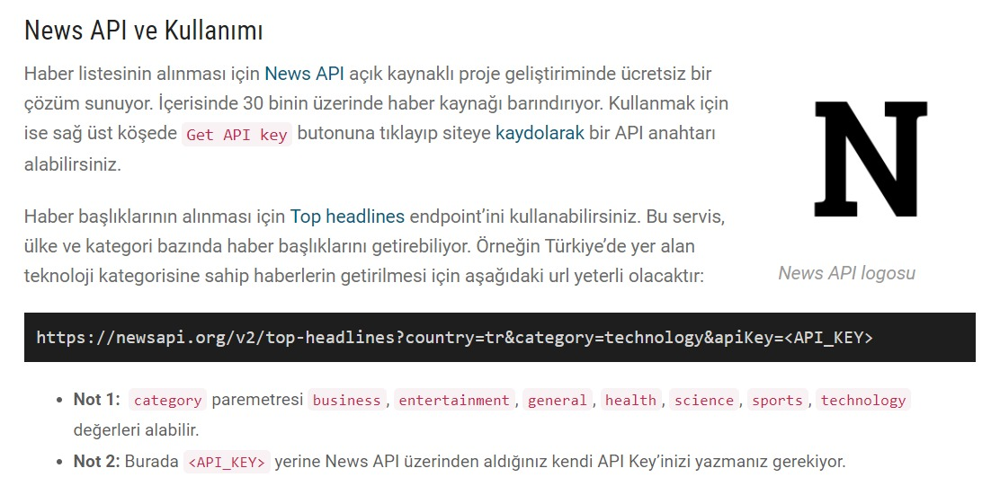 News API ve Kullanımı
Haber listesinin alınması için News API açık kaynaklı proje geliştiriminde ücretsiz bir
çözüm sunuyor. İçerisinde 30 binin üzerinde haber kaynağı barındırıyor. Kullanmak için
ise sağ üst köşede Get API key butonuna tıklayıp siteye kaydolarak bir API anahtarı
alabilirsiniz.
Haber başlıklarının alınması için Top headlines endpoint’ini kullanabilirsiniz. Bu servis,
ülke ve kategori bazında haber başlıklarını getirebiliyor. Örneğin Türkiye’de yer alan
teknoloji kategorisine sahip haberlerin getirilmesi için aşağıdaki url yeterli olacaktır:
N
News API logosu
https://newsapi.org/v2/top-headlines?country=tr&category=technology&apiKey=<API_KEY>
• Not 1: category paremetresi business, entertainment, general, health, science, sports, technology
değerleri alabilir.
• Not 2: Burada <API_KEY> yerine News API üzerinden aldığınız kendi API Key’inizi yazmanız gerekiyor.